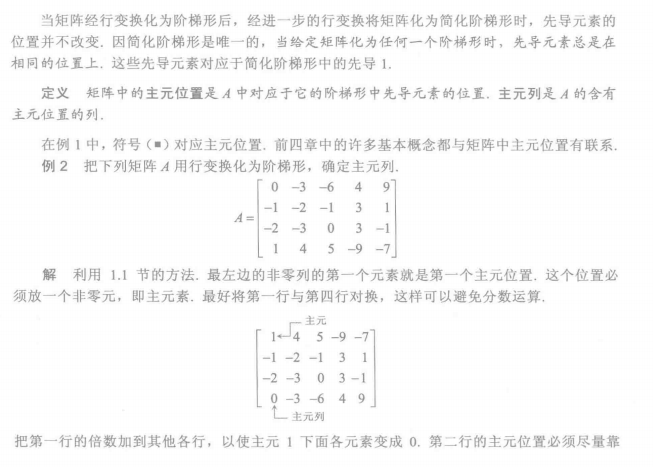 当矩阵经行变换化为阶梯形后，经进一步的行变换将矩阵化为简化阶梯形时，先导元素的
位置并不改变. 因简化阶梯形是唯一的，当给定矩阵化为任何一个阶梯形时，先导元素总是在
相同的位置上. 这些先导元素对应于简化阶梯形中的先导 1.
定义 矩阵中的主元位置是 A 中对应于它的阶梯形中先导元素的位置. 主元列是 A 的含有
主元位置的列.
在例 1 中，符号（■）对应主元位置. 前四章中的许多基本概念都与矩阵中主元位置有联系.
例 2 把下列矩阵 A 用行变换化为阶梯形，确定主元列.
0 −3 −6 4 9
−1 −2 −1 3 1
A=
−2 −3 0 3 −1
1 4 5 −9 −7
解 利用 1.1 节的方法. 最左边的非零列的第一个元素就是第一个主元位置. 这个位置必
须放一个非零元，即主元素. 最好将第一行与第四行对换，这样可以避免分数运算.
主元
1 4 5 −9 −7
−1 −2 −1 3 1
−2 −3 0 3 −1
0 −3 −6 4 9
主元列
把第一行的倍数加到其他各行，以使主元 1 下面各元素变成 0. 第二行的主元位置必须尽量靠